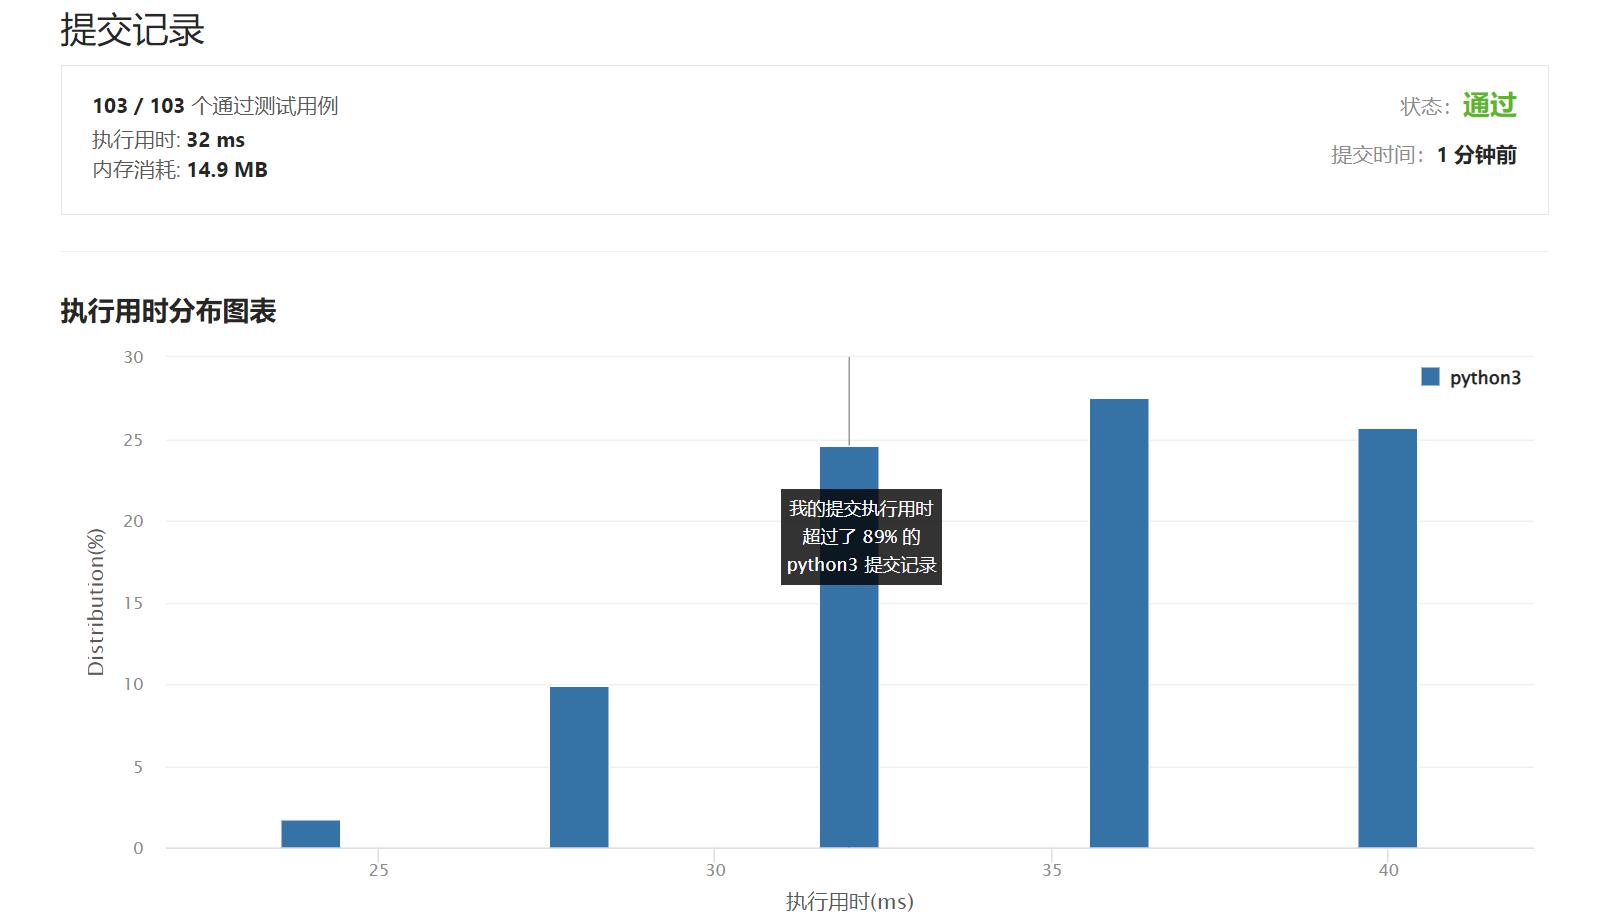 提交记录
103 / 103 个通过测试用例
状态：通过
执行用时: 32 ms
提交时间：1 分钟前
内存消耗: 14.9 MB
执行用时分布图表
30
python3
25
20
15
10
5
0
Distribution(%)
我的提交执行用时
超过了 89% 的
python3 提交记录
25 30 35 40
执行用时(ms)